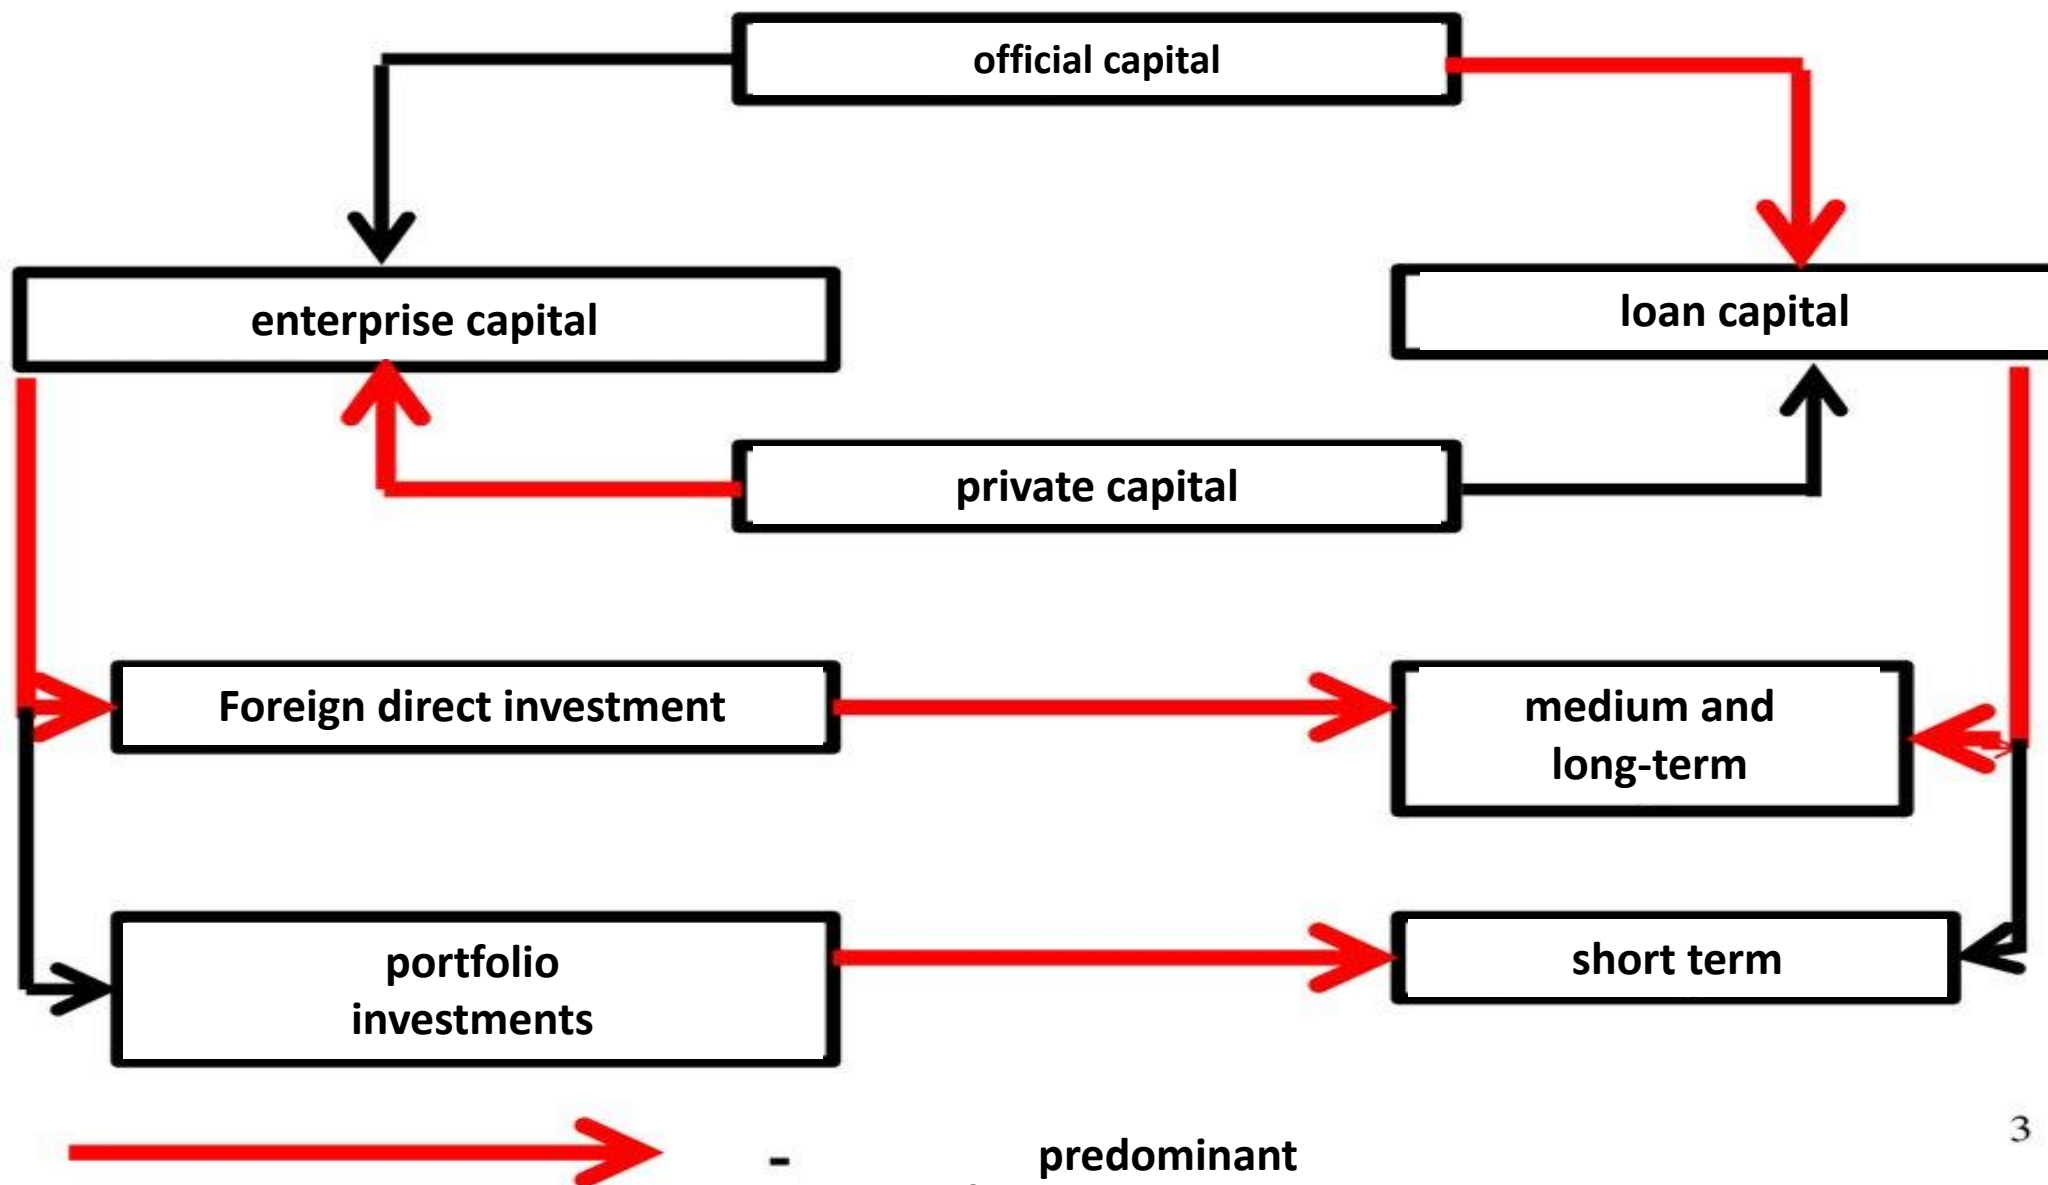 official capital
enterprise capital
loan capital
private capital
Foreign direct investment
medium and
long-term
portfolio
investments
short term
- predominant
3